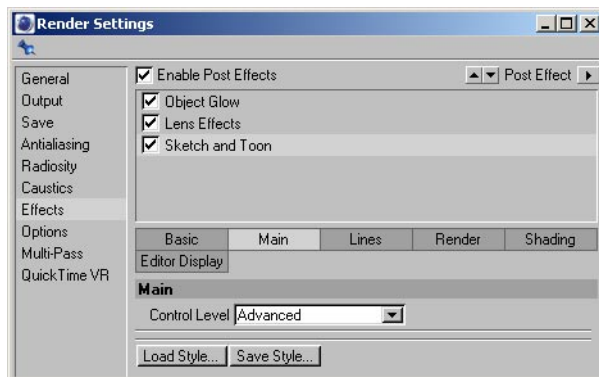 Render Settings
General
Output
Save
Antialiasing
Radiosity
Caustics
Effects
Options
Multi-Pass
QuickTime VR
Enable Post Effects
Post Effect
Object Glow
Lens Effects
Sketch and Toon
Basic
Main
Lines
Render
Shading
Editor Display
Main
Control Level Advanced
Load Style... Save Style...